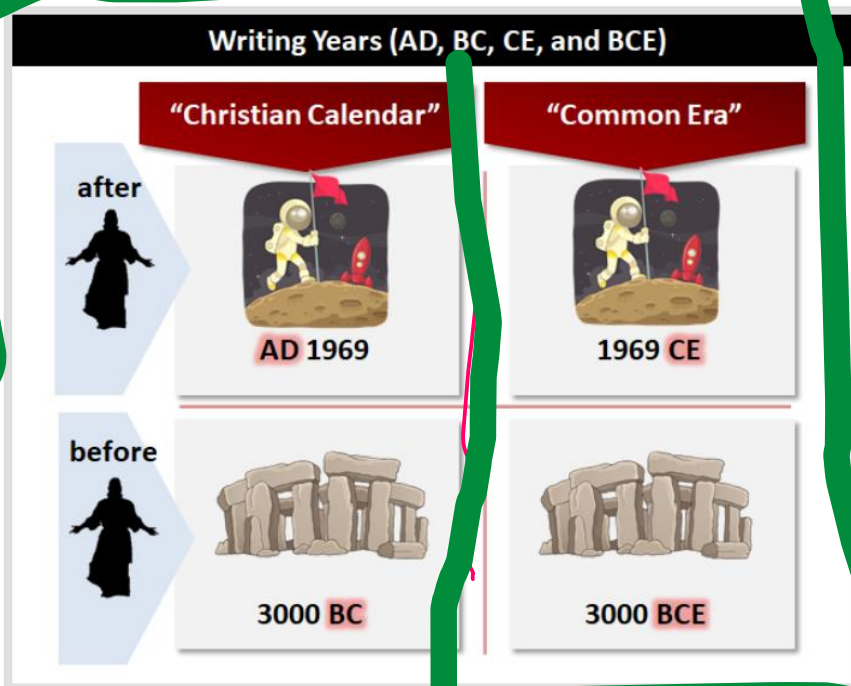 Writing Years (AD, BC, CE, and BCE)
“Christian Calendar”
“Common Era”
after
AD 1969
1969 CE
before
3000 BC
3000 BCE